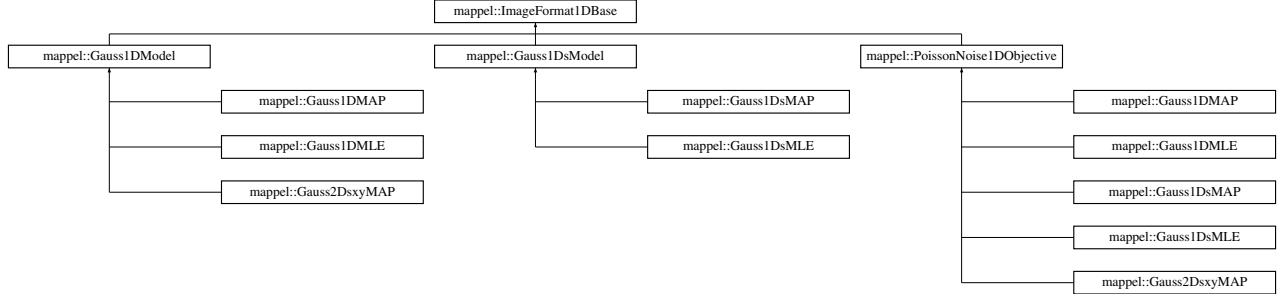 mappel::ImageFormat1DBase
mappel::Gauss1DModel
mappel::Gauss1DsModel
mappel::PoissonNoise1DObjective
mappel::Gauss1DMAP
mappel::Gauss1DsMAP
mappel::Gauss1DMAP
mappel::Gauss1DMLE
mappel::Gauss1DsMLE
mappel::Gauss1DMLE
mappel::Gauss2DsxyMAP
mappel::Gauss1DsMAP
mappel::Gauss1DsMLE
mappel::Gauss2DsxyMAP